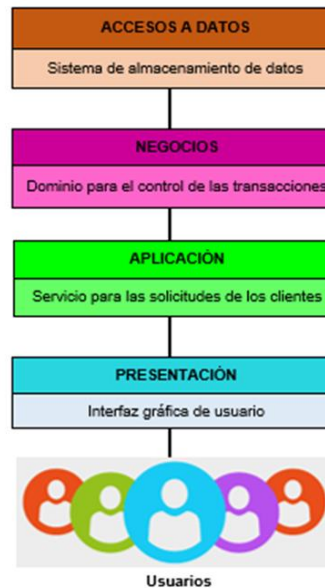 ACCESOS A DATOS
Sistema de almacenamiento de datos
NEGOCIOS
Dominio para el control de las transacciones
APLICACIÓN
Servicio para las solicitudes de los clientes
PRESENTACIÓN
Interfaz gráfica de usuario
Usuarios